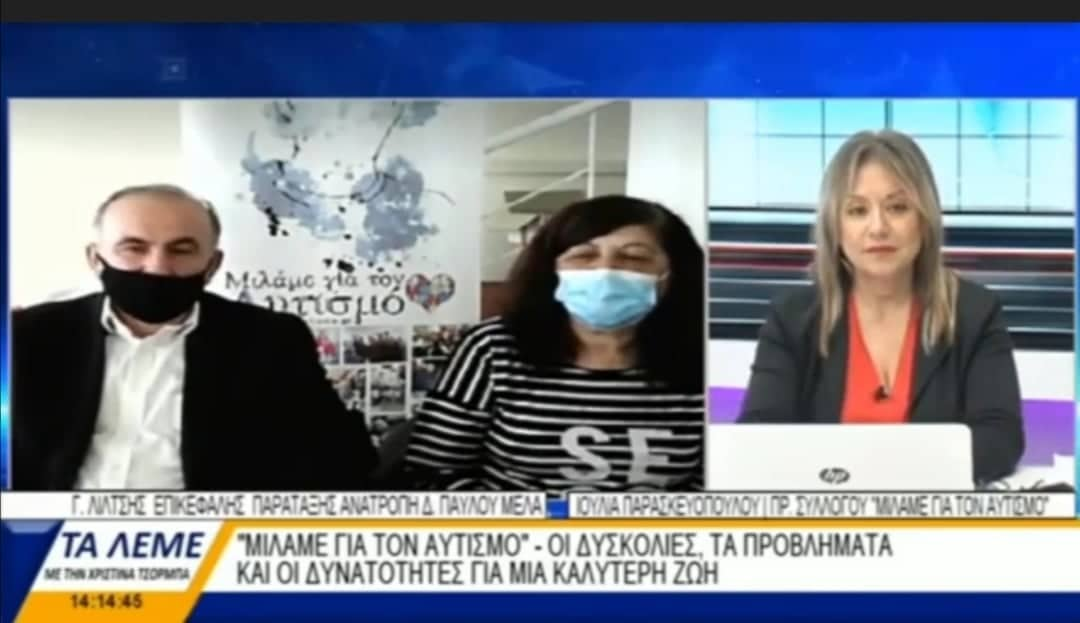 Μιλάμε για τον
Αυτισμό
SE
hp
Γ. ΛΙΛΤΣΗΣ ΕΠΙΚΕΦΑΛΗΣ ΠΑΡΑΤΑΞΗΣ ΑΝΑΤΡΟΠΗ Δ. ΠΑΥΛΟΥ ΜΕΛΑ
ΙΟΥΛΑ ΠΑΡΑΣΚΕΥΟΠΟΥΛΟΥ | ΠΡ. ΣΥΛΛΟΓΟΥ "ΜΙΛΑΜΕ ΓΙΑ ΤΟΝ ΑΥΤΙΣΜΟ"
ΤΑ ΛΕΜΕ
ΜΕ ΤΗΝ ΧΡΙΣΤΙΝΑ ΤΣΟΡΜΠΑ
14:14:45
"ΜΙΛΑΜΕ ΓΙΑ ΤΟΝ ΑΥΤΙΣΜΟ" - ΟΙ ΔΥΣΚΟΛΙΕΣ, ΤΑ ΠΡΟΒΛΗΜΑΤΑ
ΚΑΙ ΟΙ ΔΥΝΑΤΟΤΗΤΕΣ ΓΙΑ ΜΙΑ ΚΑΛΥΤΕΡΗ ΖΩΗ